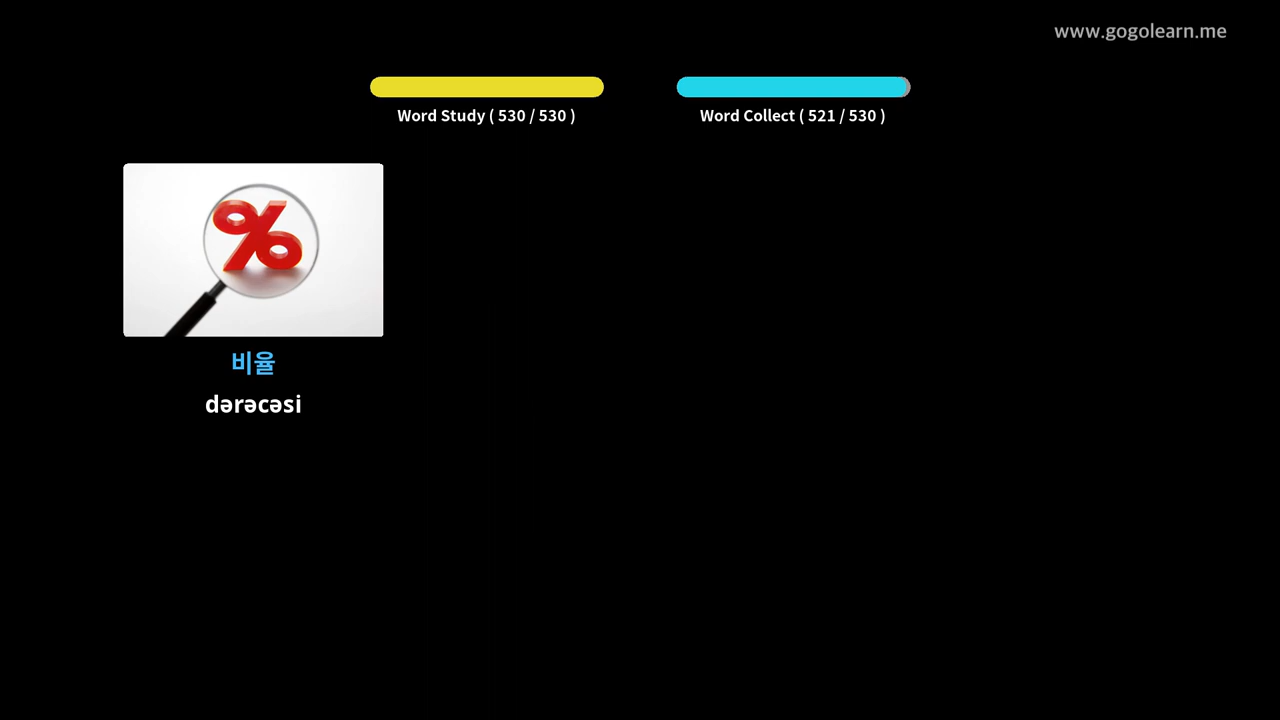 www.gogolearn.me
Word Study ( 530 / 530 )
Word Collect ( 521 / 530 )
%
비율
dərəcəsi